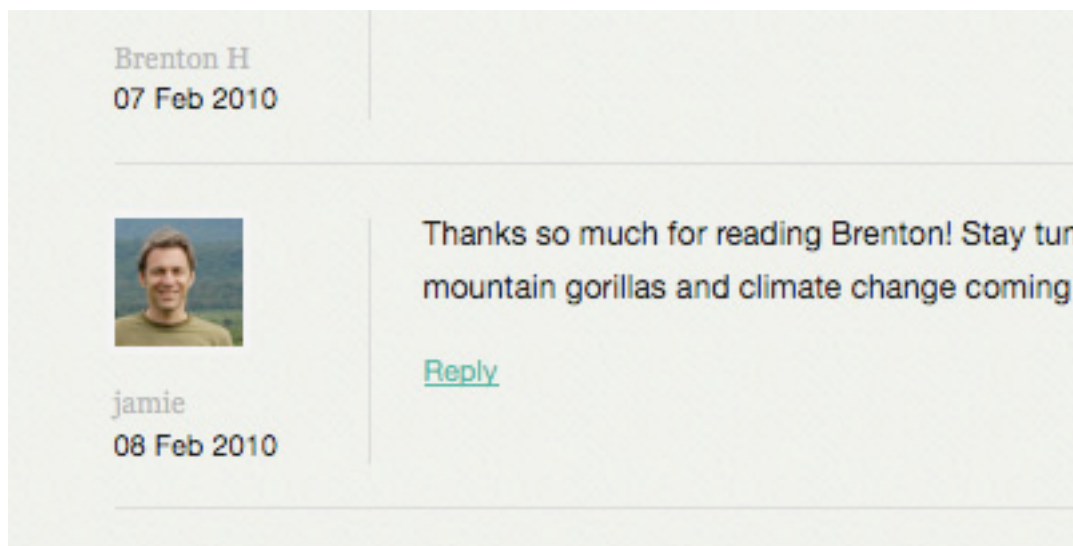 Brenton H
07 Feb 2010
Thanks so much for reading Brenton! Stay
mountain gorillas and climate change coming
Reply
jamie
08 Feb 2010